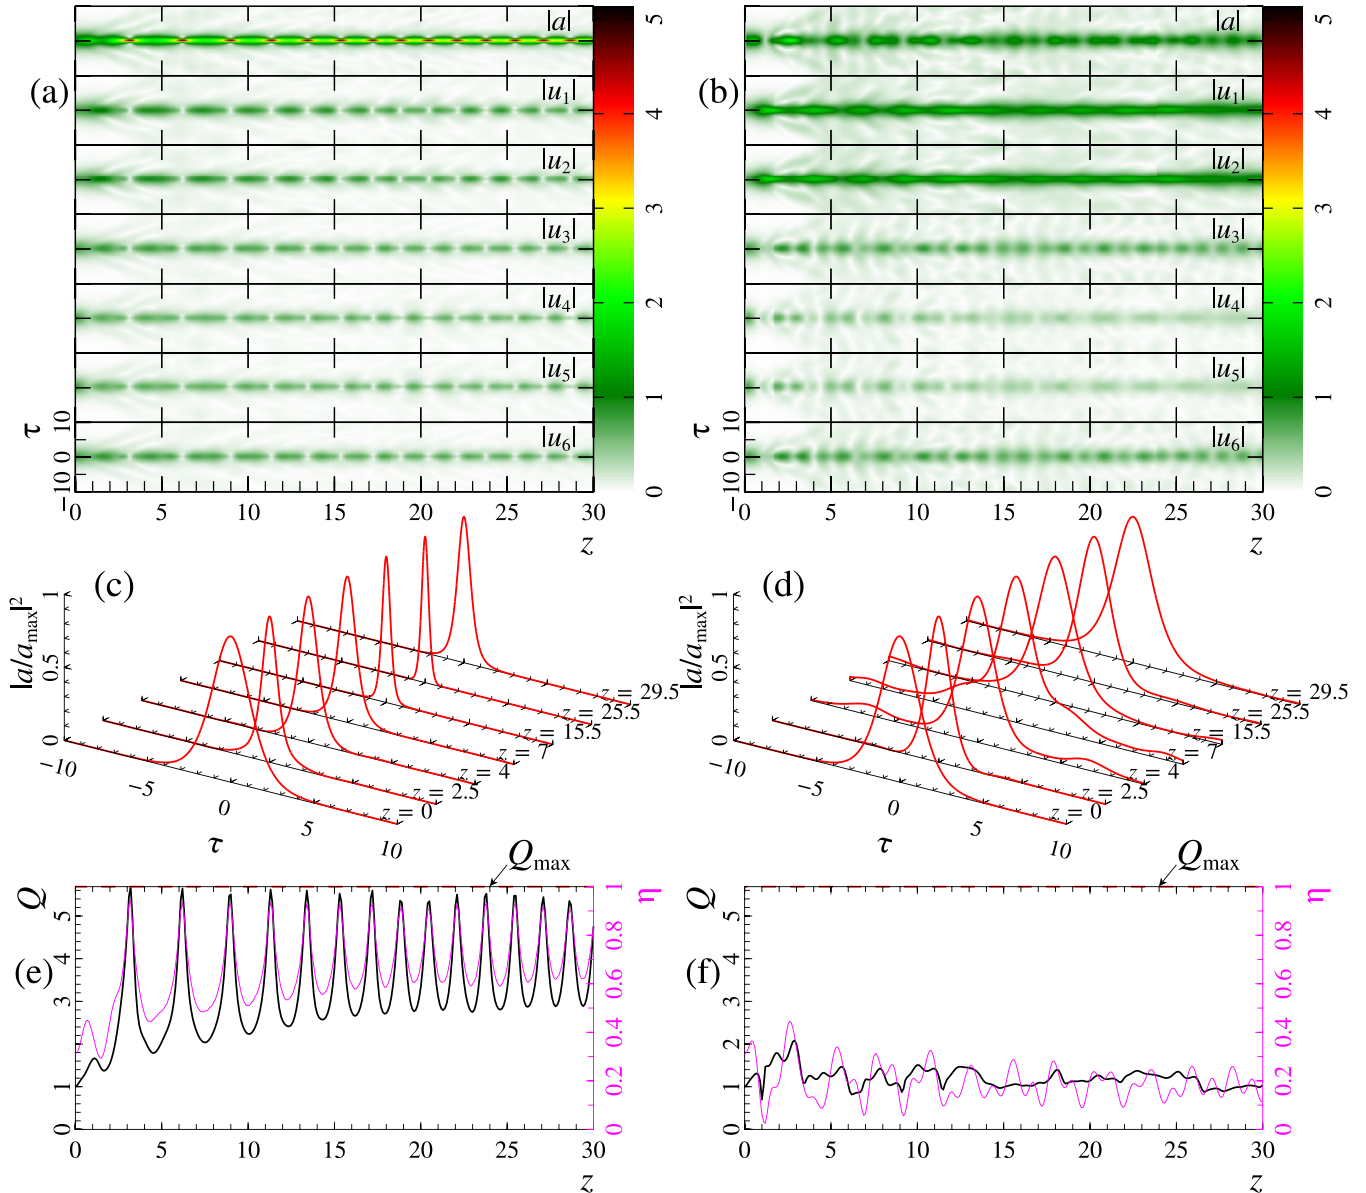 (a)
|a|
|u1|
|u2|
|u3|
|u4|
|u5|
|u6|
τ
−10 0 10
0 5 10 15 20 25 30
z
0 1 2 3 4 5
(b)
|a|
|u1|
|u2|
|u3|
|u4|
|u5|
|u6|
τ
−10 0 10
0 5 10 15 20 25 30
z
0 1 2 3 4 5
(c)
|a/a_max|²
0 0.5 1
−10 −5 0 5 10
τ
z = 0
z = 2.5
z = 4
z = 7
z = 15.5
z = 25.5
z = 29.5
(d)
|a/a_max|²
0 0.5 1
−10 −5 0 5 10
τ
z = 0
z = 2.5
z = 4
z = 7
z = 15.5
z = 25.5
z = 29.5
(e)
Q
0 1 2 3 4 5
Qmax
η
0 0.2 0.4 0.6 0.8 1
0 5 10 15 20 25 30
z
(f)
Q
0 1 2 3 4 5
Qmax
η
0 0.2 0.4 0.6 0.8 1
0 5 10 15 20 25 30
z